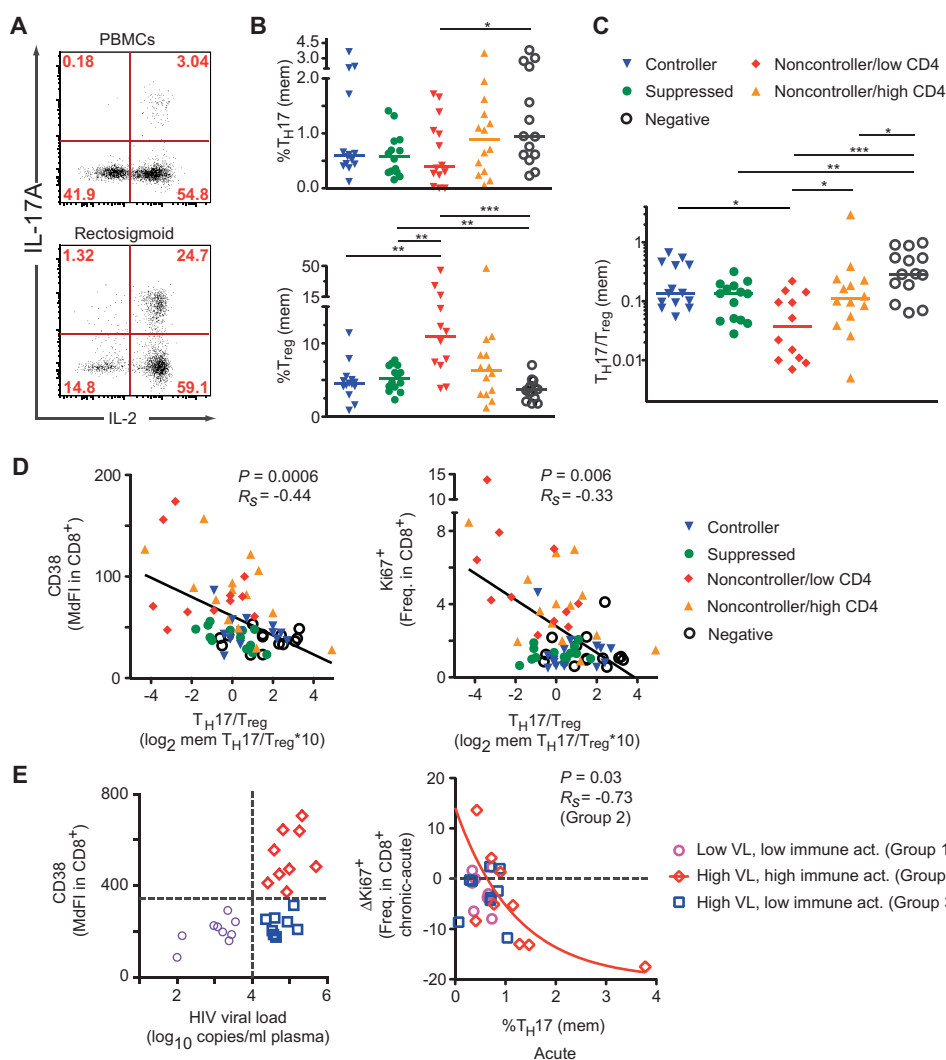 A
PBMCs
0.18
3.04
41.9
54.8
Rectosigmoid
1.32
24.7
14.8
59.1
IL-17A
IL-2
B
*
4.5
3.0
2.0
1.0
0.0
%TH17 (mem)
***
**
**
**
50
15
10
5
0
%Treg (mem)
C
Controller
Suppressed
Negative
Noncontroller/low CD4
Noncontroller/high CD4
*
***
**
*
*
1
0.1
0.01
TH17/Treg (mem)
D
P = 0.0006
RS= -0.44
200
100
50
0
CD38
(MdFI in CD8+)
-4 -2 0 2 4
TH17/Treg
(log2 mem TH17/Treg*10)
P = 0.006
RS= -0.33
15
10
8
4
0
Ki67+
(Freq. in CD8+)
-4 -2 0 2 4
TH17/Treg
(log2 mem TH17/Treg*10)
Controller
Suppressed
Noncontroller/low CD4
Noncontroller/high CD4
Negative
E
800
400
0
CD38
(MdFI in CD8+)
2 4 6
HIV viral load
(log10 copies/ml plasma)
P = 0.03
RS= -0.73
(Group 2)
20
10
0
-10
-20
ΔKi67+
(Freq. in CD8+
chronic-acute)
0 1 2 3 4
%TH17 (mem)
Acute
Low VL, low immune act. (Group 1
High VL, high immune act. (Group
High VL, low immune act. (Group